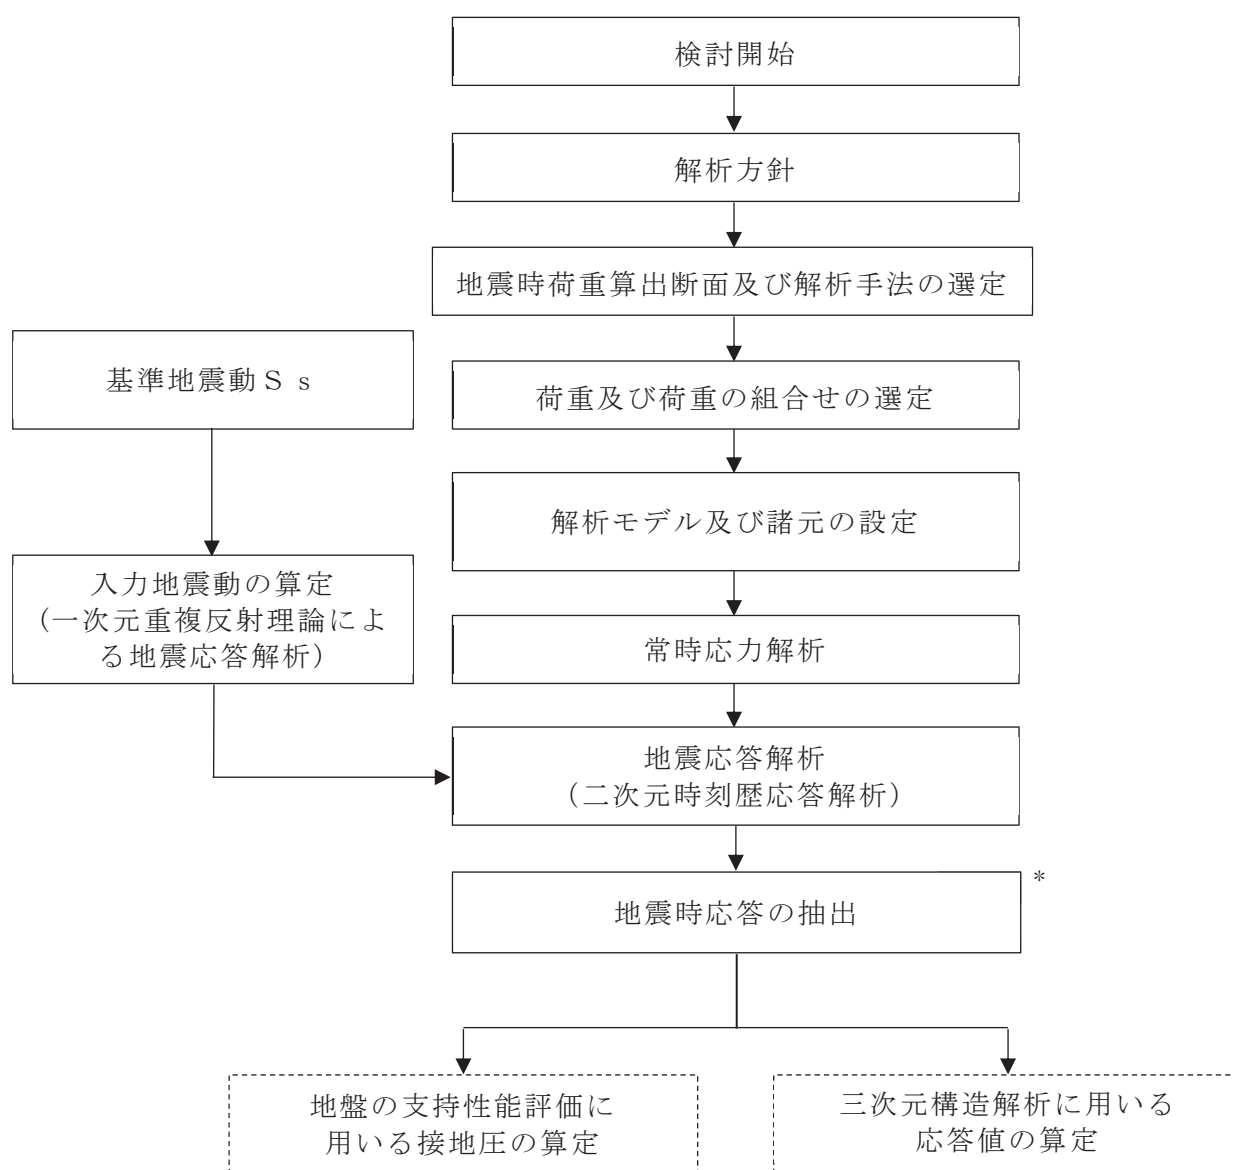 検討開始
解析方針
地震時荷重算出断面及び解析手法の選定
基準地震動Ｓｓ
荷重及び荷重の組合せの選定
解析モデル及び諸元の設定
入力地震動の算定
（一次元重複反射理論によ
る地震応答解析）
常時応力解析
地震応答解析
（二次元時刻歴応答解析）
地震時応答の抽出
*
地盤の支持性能評価に
用いる接地圧の算定
三次元構造解析に用いる
応答値の算定